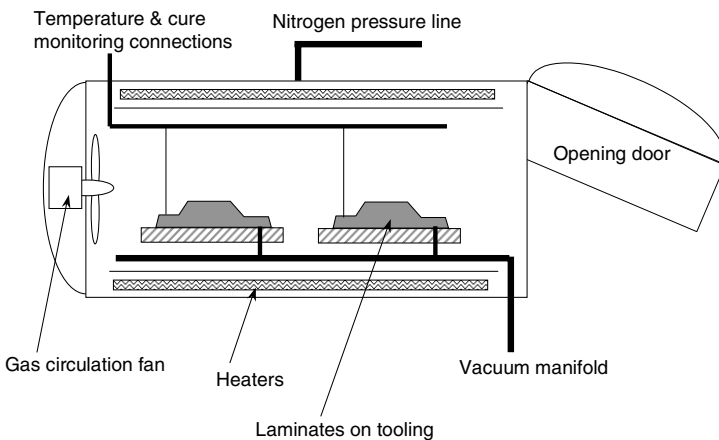 Temperature & cure
monitoring connections
Nitrogen pressure line
Opening door
Gas circulation fan
Heaters
Vacuum manifold
Laminates on tooling